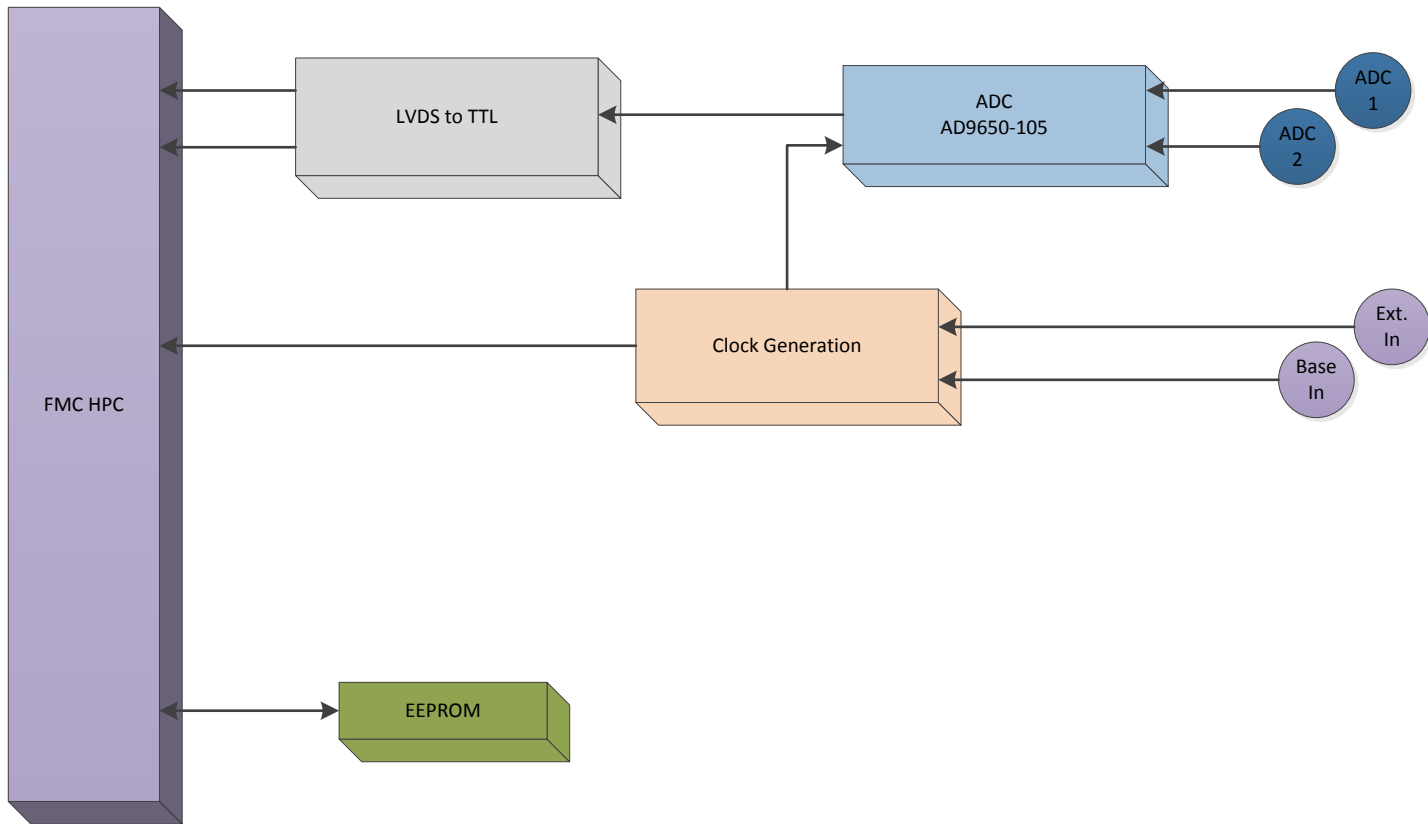 LVDS to TTL
ADC
AD9650-105
ADC
1
ADC
2
Clock Generation
Ext.
In
Base
In
FMC HPC
EEPROM